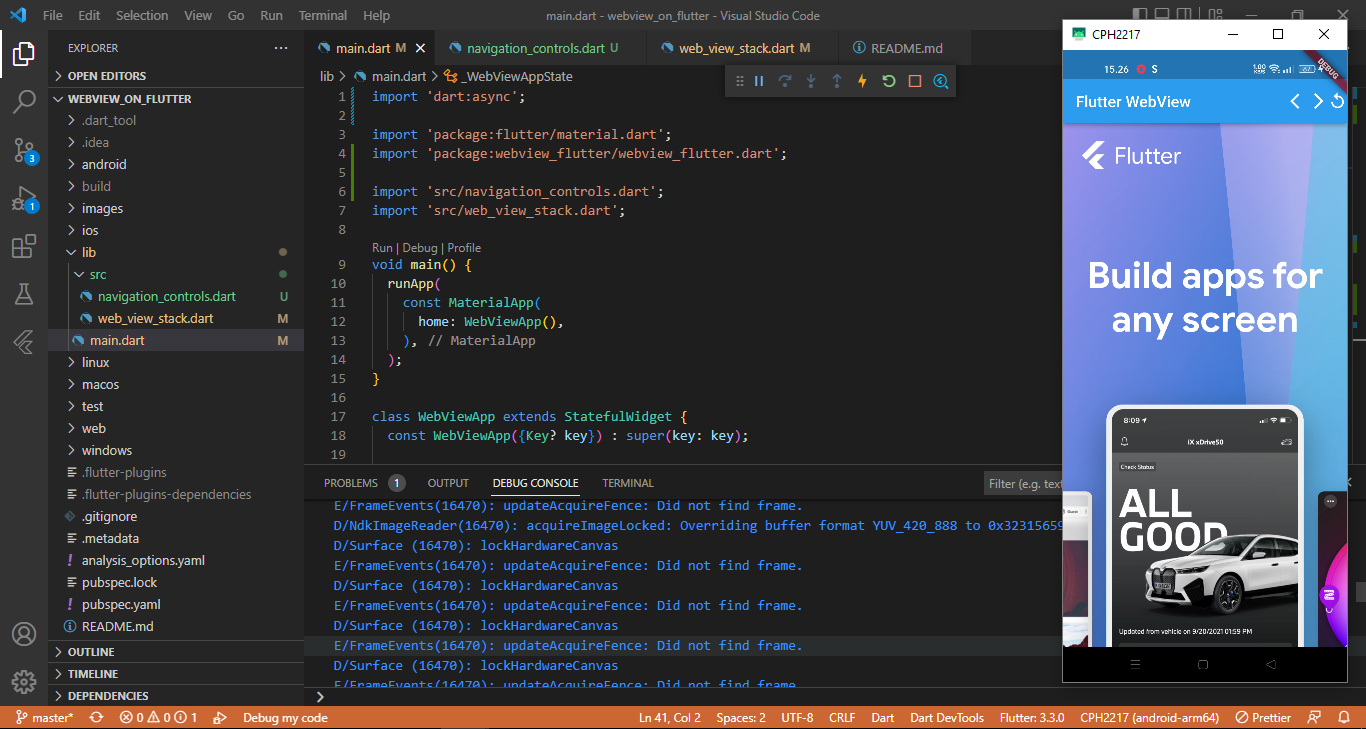 File Edit Selection View Go Run Terminal Help
main.dart - webview_on_flutter - Visual Studio Code
EXPLORER
OPEN EDITORS
WEBVIEW_ON_FLUTTER
.dart_tool
.idea
android
build
images
ios
lib
src
navigation_controls.dart U
web_view_stack.dart M
main.dart M
linux
macos
test
web
windows
.flutter-plugins
.flutter-plugins-dependencies
.gitignore
.metadata
analysis_options.yaml
pubspec.lock
pubspec.yaml
README.md
OUTLINE
TIMELINE
DEPENDENCIES
3
1
main.dart M navigation_controls.dart U web_view_stack.dart M README.md
lib > main.dart > _WebViewAppState
1 import 'dart:async';
2
3 import 'package:flutter/material.dart';
4 import 'package:webview_flutter/webview_flutter.dart';
5
6 import 'src/navigation_controls.dart';
7 import 'src/web_view_stack.dart';
8
Run | Debug | Profile
9 void main() {
10 runApp(
11 const MaterialApp(
12 home: WebViewApp(),
13 ), // MaterialApp
14 );
15 }
16
17 class WebViewApp extends StatefulWidget {
18 const WebViewApp({Key? key}) : super(key: key);
19
PROBLEMS 1 OUTPUT DEBUG CONSOLE TERMINAL
Filter (e.g. text
E/FrameEvents(16470): updateAcquireFence: Did not find frame.
D/NdkImageReader(16470): acquireImageLocked: Overriding buffer format YUV_420_888 to 0x32315659
D/Surface (16470): lockHardwareCanvas
E/FrameEvents(16470): updateAcquireFence: Did not find frame.
D/Surface (16470): lockHardwareCanvas
E/FrameEvents(16470): updateAcquireFence: Did not find frame.
D/Surface (16470): lockHardwareCanvas
E/FrameEvents(16470): updateAcquireFence: Did not find frame.
D/Surface (16470): lockHardwareCanvas
E/FrameEvents(16470): updateAcquireFence: Did not find frame.
CPH2217
15.26 S
DEBUG
Flutter WebView
Flutter
Build apps for
any screen
8:09
iX xDrive50
Check Status
ALL
GOOD
Updated from vehicle on 9/20/2021 01:59 PM
master* 0 0 1 Debug my code Ln 41, Col 2 Spaces: 2 UTF-8 CRLF Dart Dart DevTools Flutter: 3.3.0 CPH2217 (android-arm64) Prettier